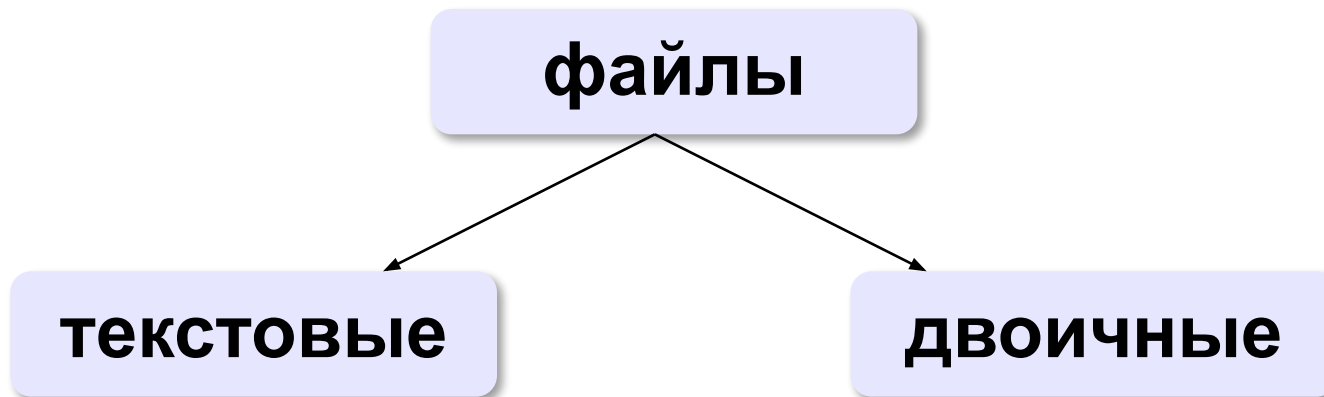 файлы
текстовые
двоичные